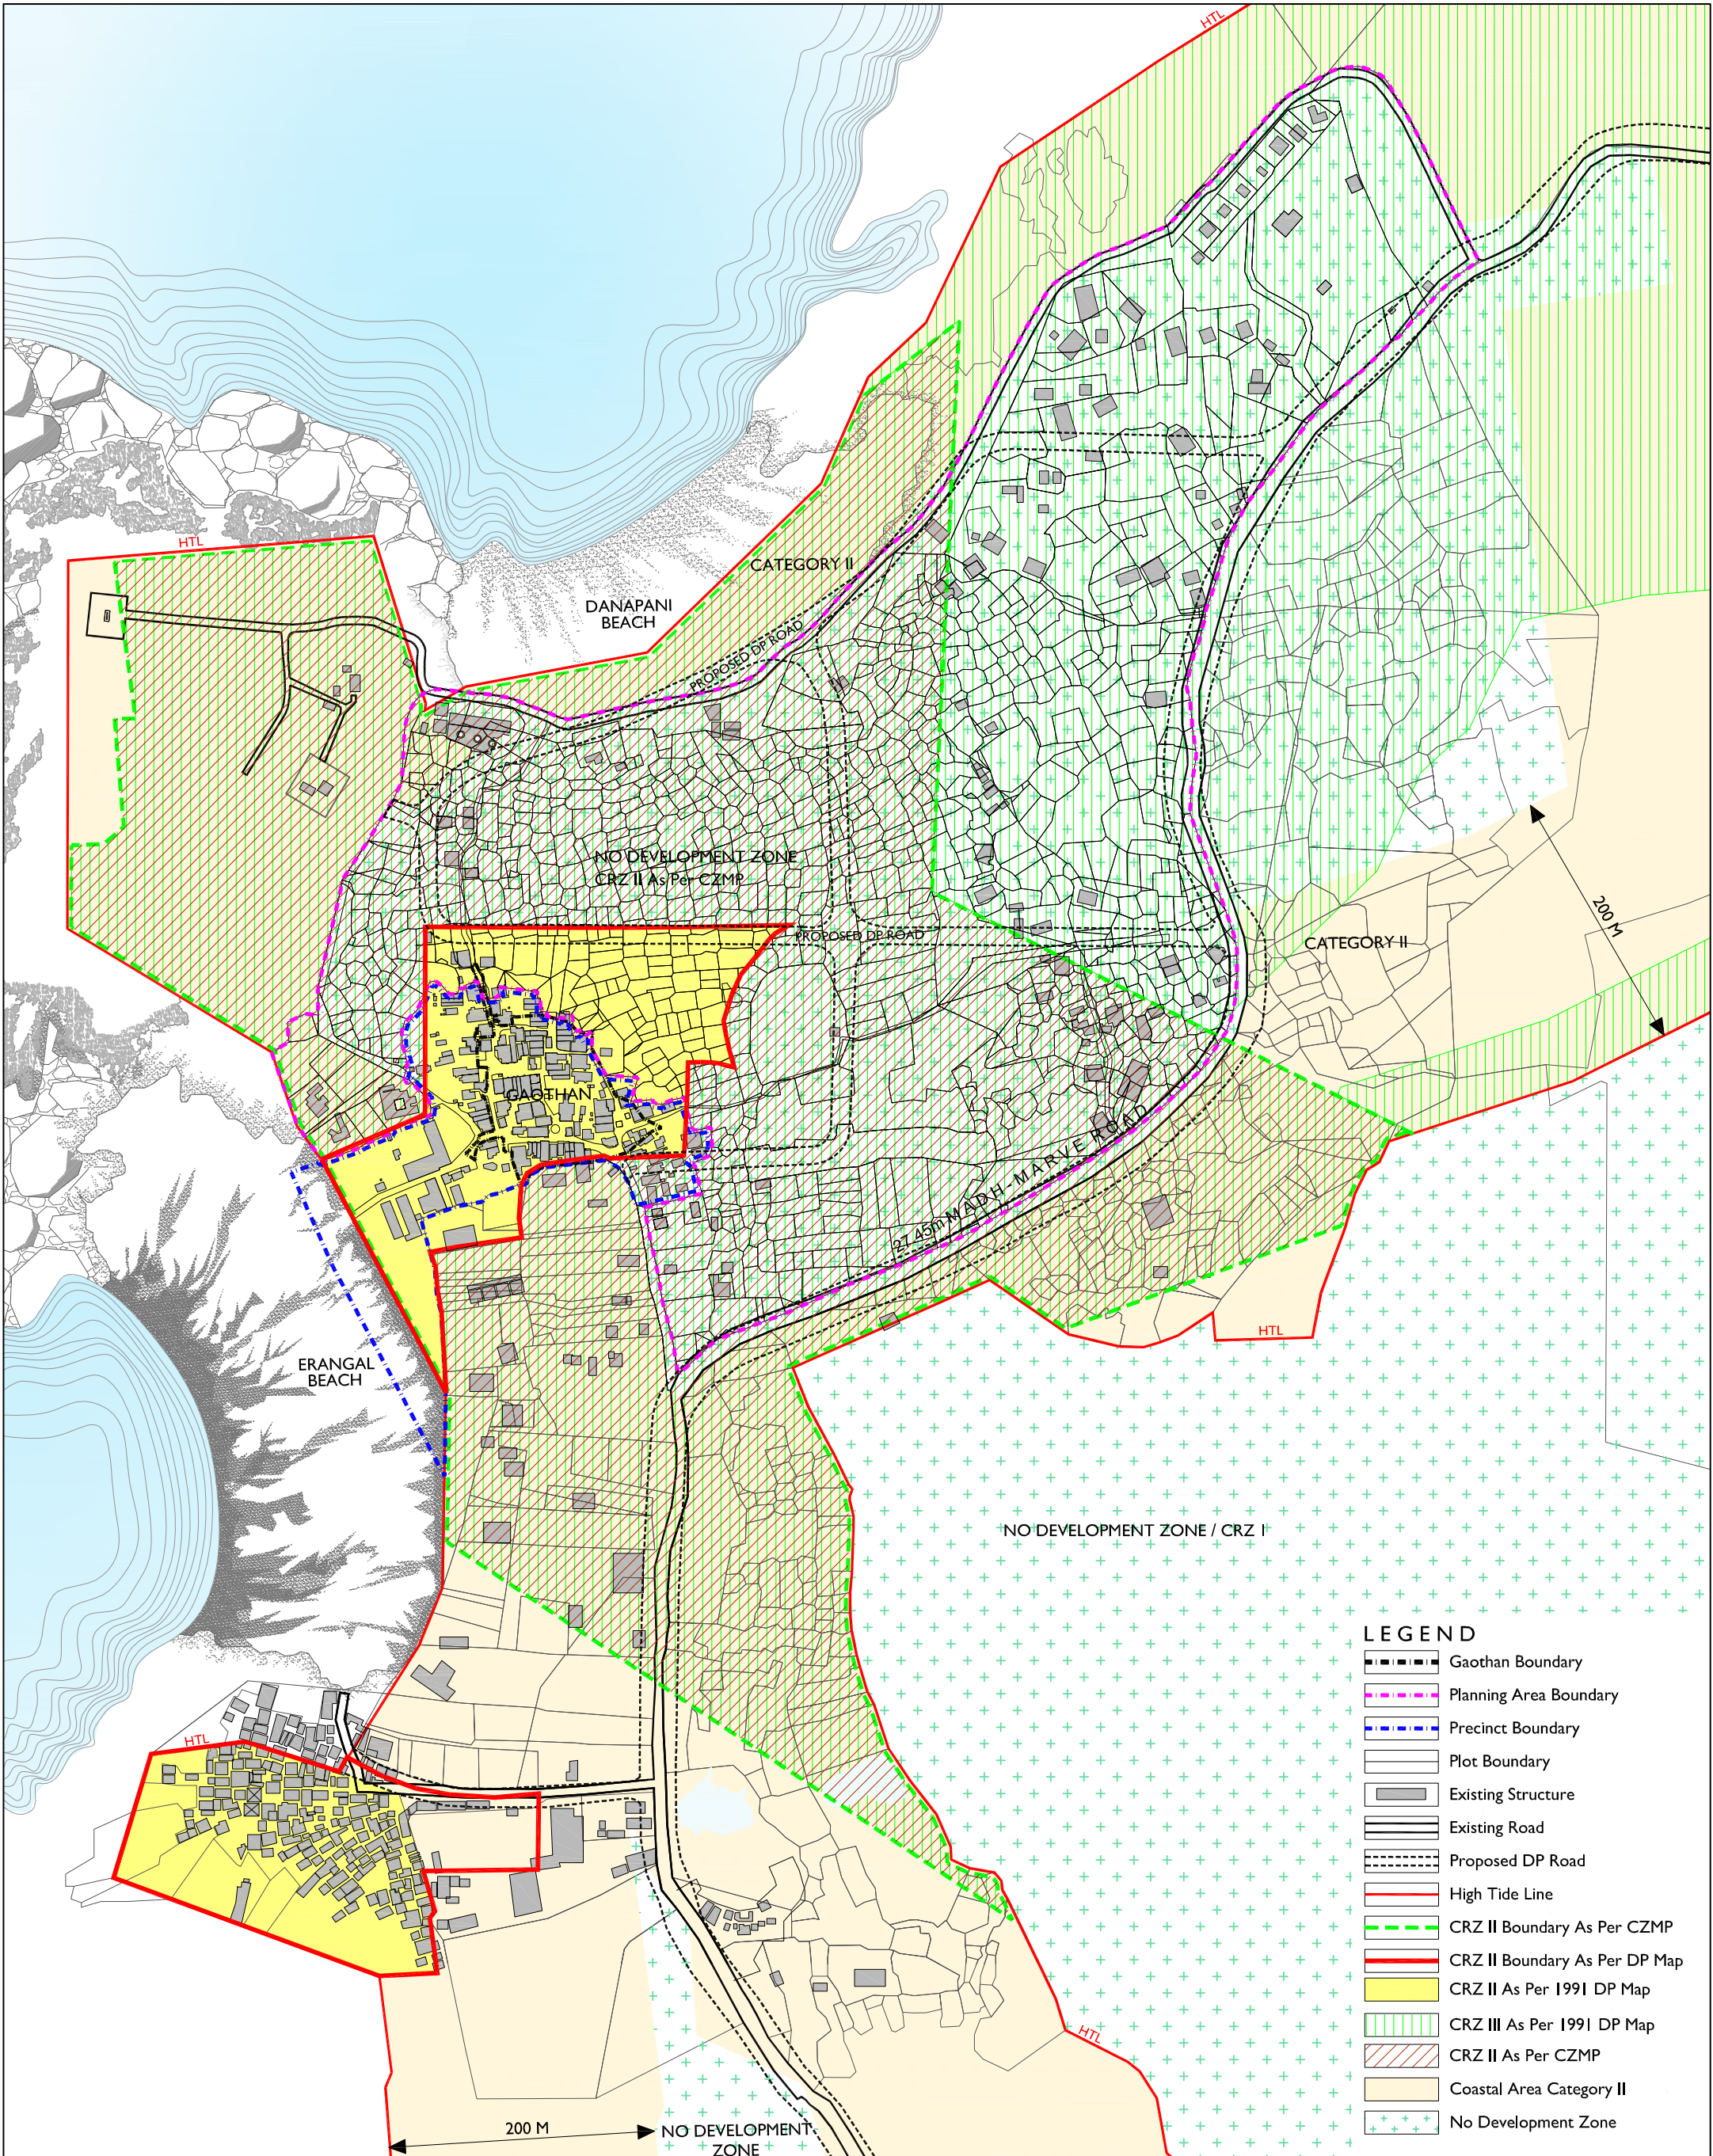 HTL
HTL
CATEGORY II
DANAPANI
BEACH
PROPOSED DP ROAD
NO DEVELOPMENT ZONE
CRZ II As Per CZMP
200 M
PROPOSED DP ROAD
CATEGORY II
GAOTHAN
27.45m MADH-MARVE ROAD
HTL
ERANGAL
BEACH
NO DEVELOPMENT ZONE / CRZ I
HTL
HTL
200 M
NO DEVELOPMENT
ZONE
LEGEND
Gaothan Boundary
Planning Area Boundary
Precinct Boundary
Plot Boundary
Existing Structure
Existing Road
Proposed DP Road
High Tide Line
CRZ II Boundary As Per CZMP
CRZ II Boundary As Per DP Map
CRZ II As Per 1991 DP Map
CRZ III As Per 1991 DP Map
CRZ II As Per CZMP
Coastal Area Category II
No Development Zone